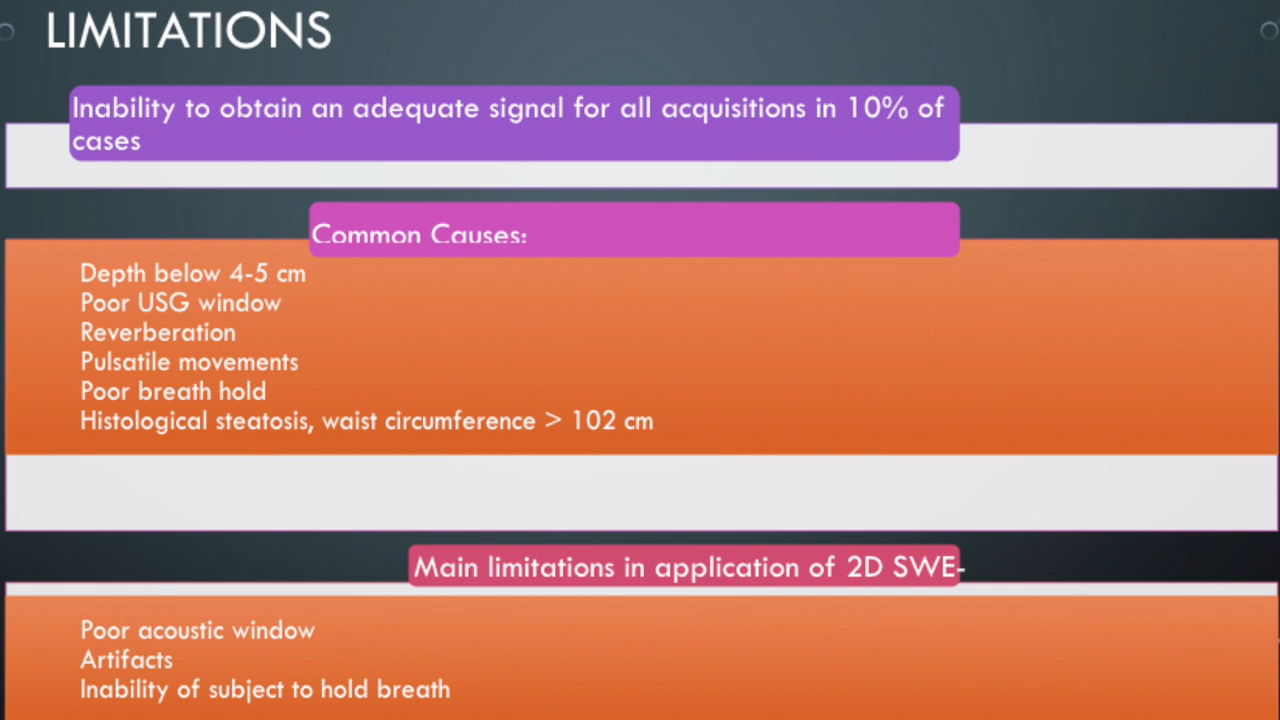 LIMITATIONS
Inability to obtain an adequate signal for all acquisitions in 10% of
cases
Common Causes:
Depth below 4-5 cm
Poor USG window
Reverberation
Pulsatile movements
Poor breath hold
Histological steatosis, waist circumference > 102 cm
Main limitations in application of 2D SWE-
Poor acoustic window
Artifacts
Inability of subject to hold breath